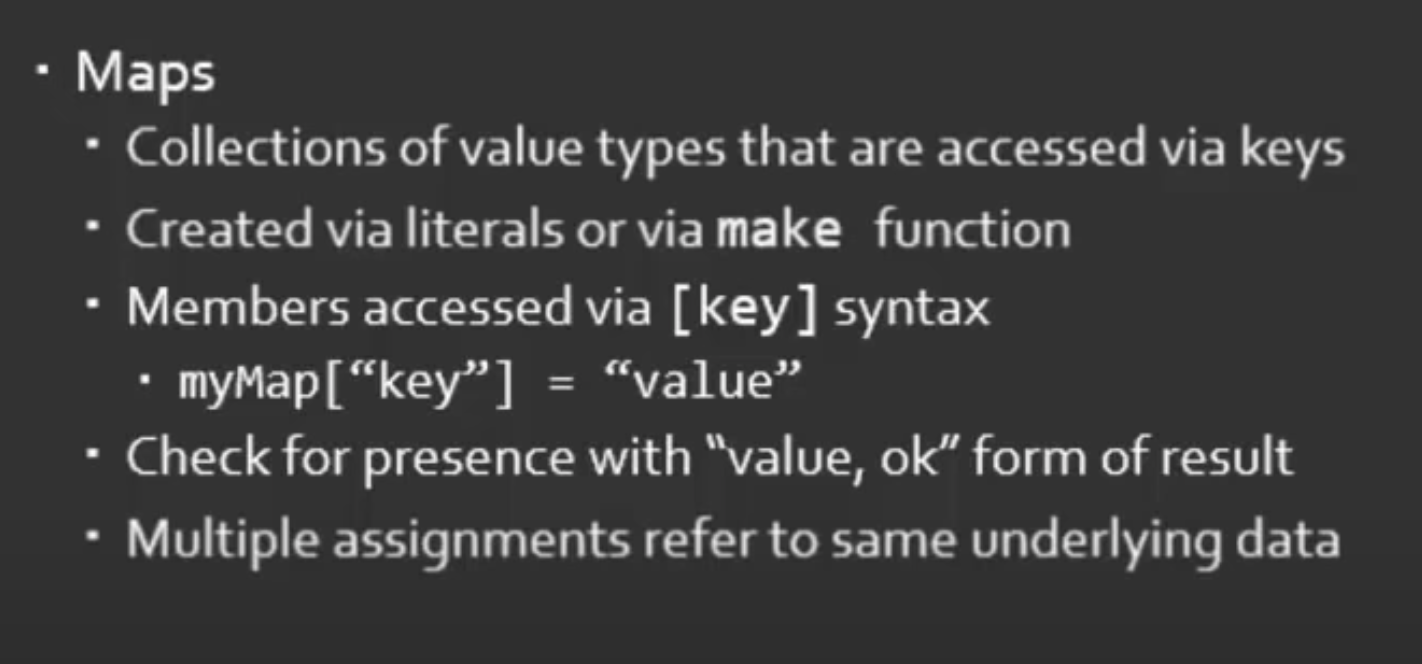 ▪ Maps
▪ Collections of value types that are accessed via keys
▪ Created via literals or via make function
▪ Members accessed via [key] syntax
▪ myMap[“key”] = “value”
▪ Check for presence with "value, ok" form of result
▪ Multiple assignments refer to same underlying data